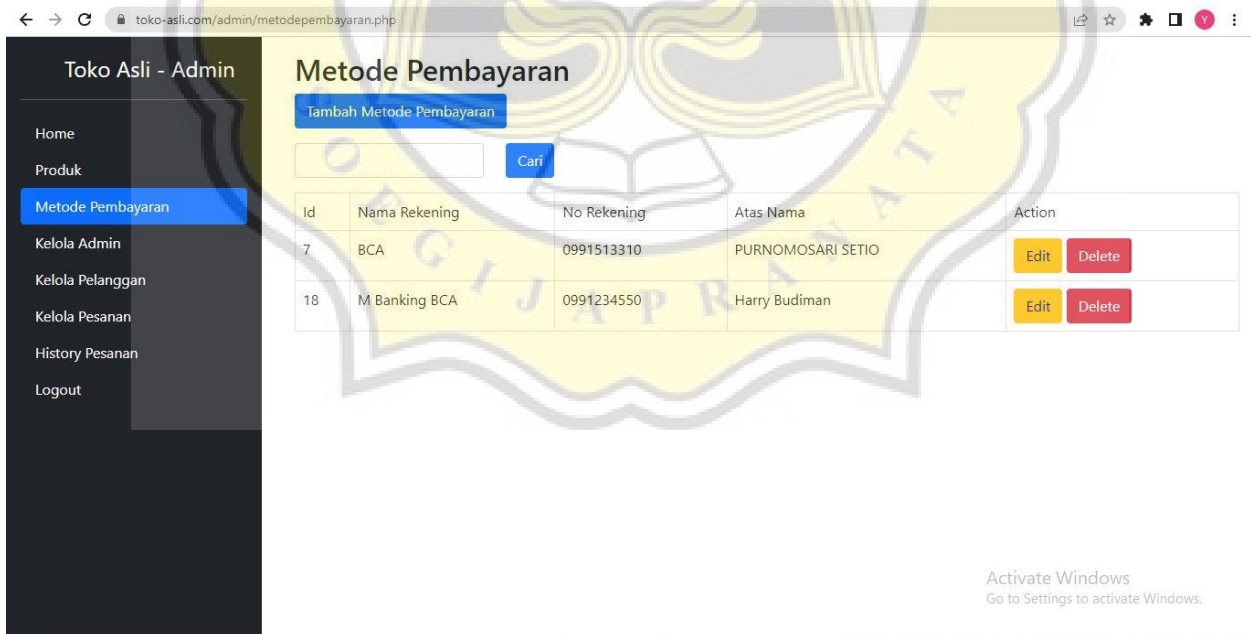 toko-asli.com/admin/metodepembayaran.php
Y
Toko Asli - Admin
Home
Produk
Metode Pembayaran
Kelola Admin
Kelola Pelanggan
Kelola Pesanan
History Pesanan
Logout
Metode Pembayaran
Tambah Metode Pembayaran
Cari
Id Nama Rekening No Rekening Atas Nama Action
7 BCA 0991513310 PURNOMOSARI SETIO Edit Delete
18 M Banking BCA 0991234550 Harry Budiman Edit Delete
SOEGIJAPRANATA
Activate Windows
Go to Settings to activate Windows.